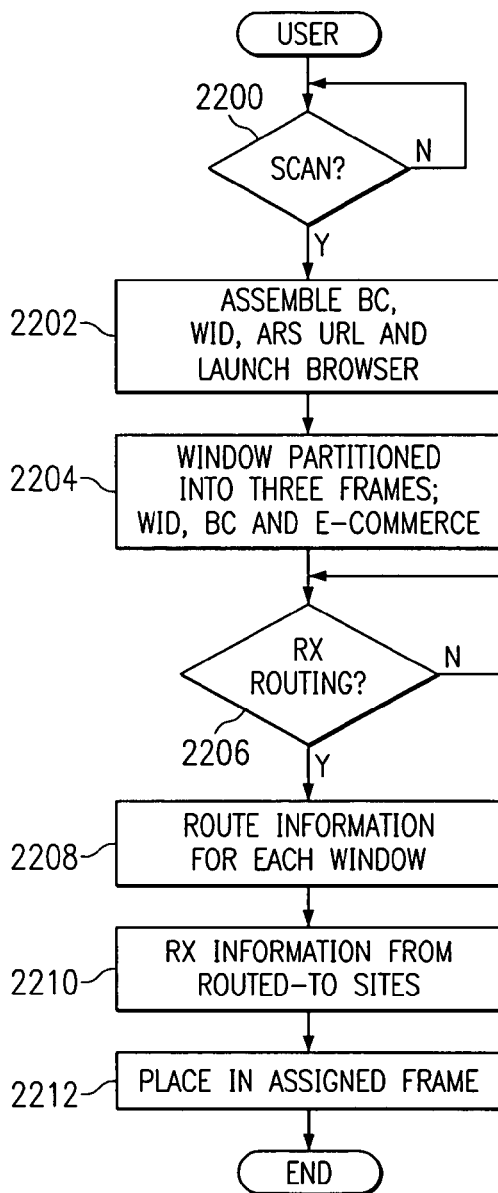 USER
2200
SCAN?
N
Y
2202
ASSEMBLE BC,
WID, ARS URL AND
LAUNCH BROWSER
2204
WINDOW PARTITIONED
INTO THREE FRAMES;
WID, BC AND E-COMMERCE
RX
ROUTING?
N
2206
Y
2208
ROUTE INFORMATION
FOR EACH WINDOW
2210
RX INFORMATION FROM
ROUTED-TO SITES
2212
PLACE IN ASSIGNED FRAME
END